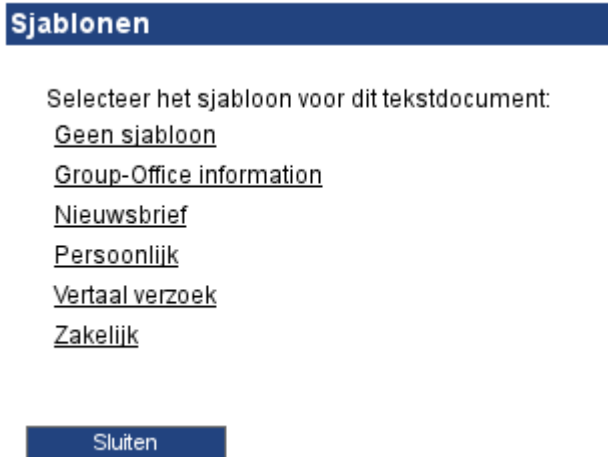 Sjablonen
Selecteer het sjabloon voor dit tekstdocument:
Geen sjabloon
Group-Office information
Nieuwsbrief
Persoonlijk
Vertaal verzoek
Zakelijk
Sluiten